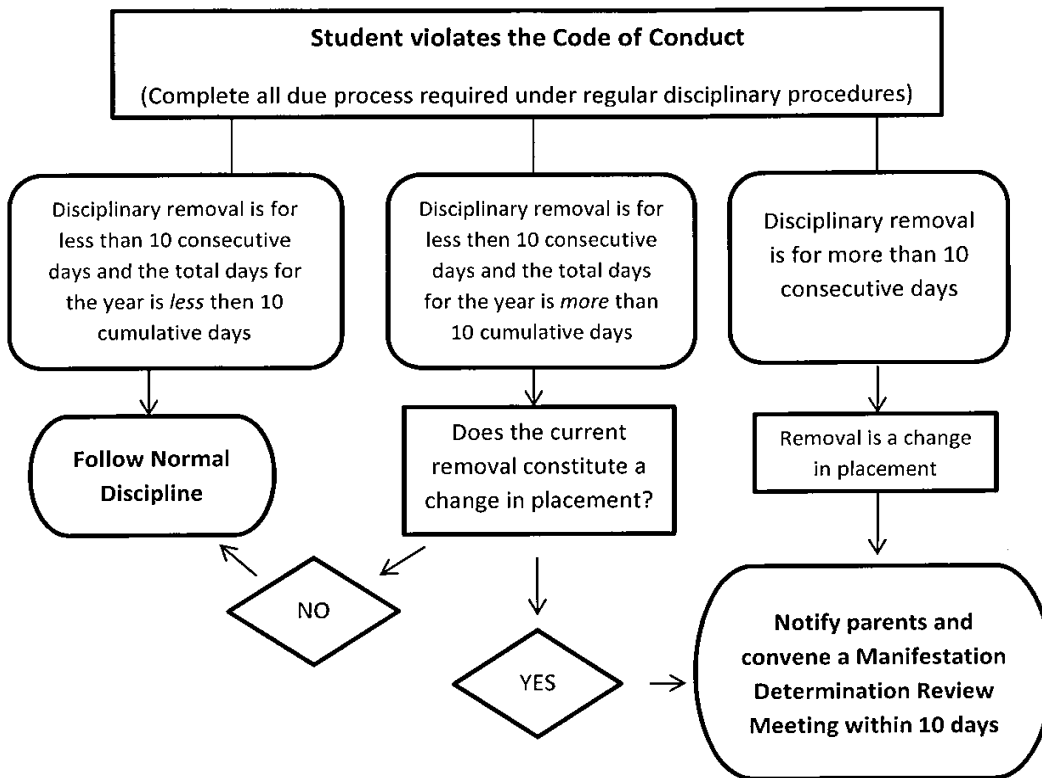 Student violates the Code of Conduct
(Complete all due process required under regular disciplinary procedures)
Disciplinary removal is for
less than 10 consecutive
days and the total days for
the year is less then 10
cumulative days
Disciplinary removal is for
less then 10 consecutive
days and the total days
for the year is more than
10 cumulative days
Disciplinary removal
is for more than 10
consecutive days
Follow Normal
Discipline
Does the current
removal constitute a
change in placement?
Removal is a change
in placement
NO
YES
Notify parents and
convene a Manifestation
Determination Review
Meeting within 10 days